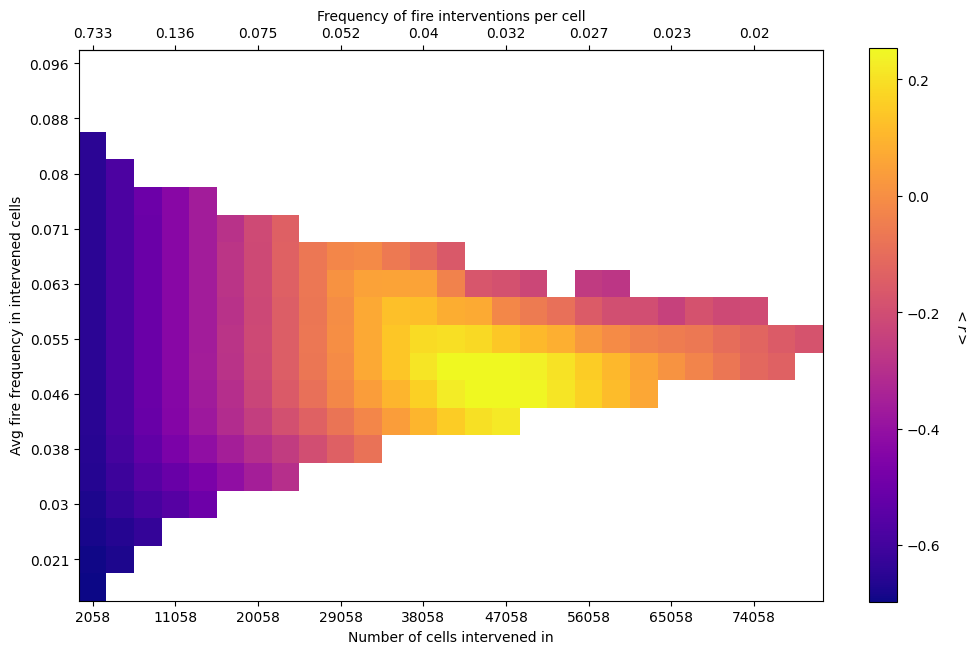 Frequency of fire interventions per cell
0.733 0.136 0.075 0.052 0.04 0.032 0.027 0.023 0.02
Avg fire frequency in intervened cells
0.096
0.088
0.08
0.071
0.063
0.055
0.046
0.038
0.03
0.021
2058 11058 20058 29058 38058 47058 56058 65058 74058
Number of cells intervened in
0.2
0.0
−0.2
−0.4
−0.6
< r >